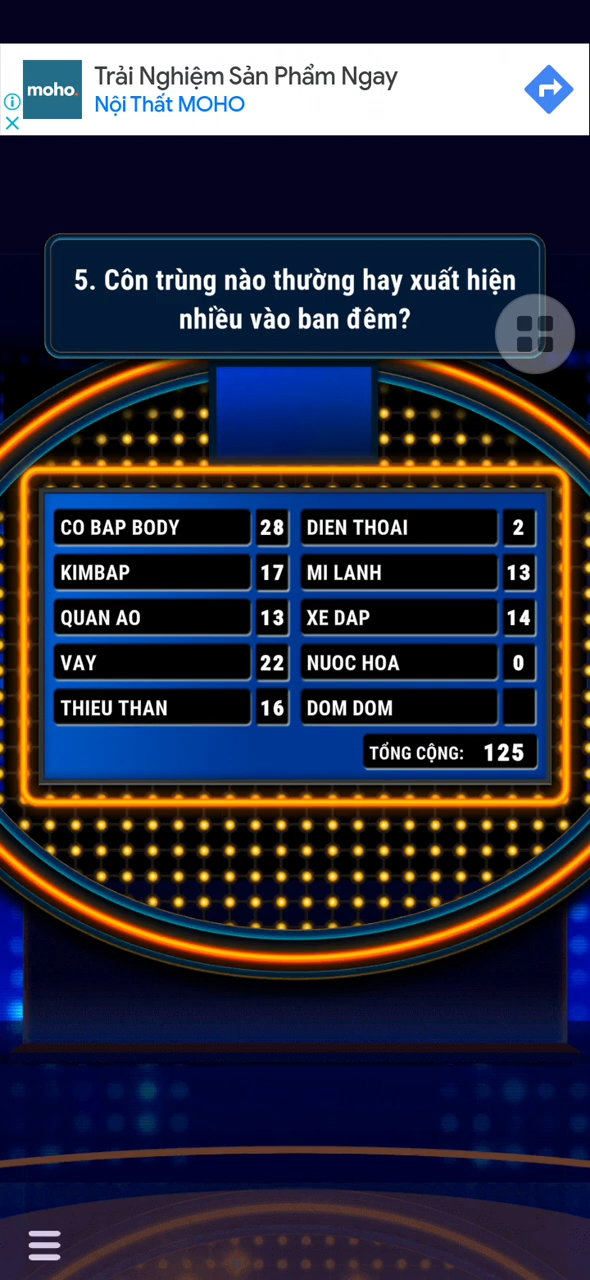 moho.
Trải Nghiệm Sản Phẩm Ngay
Nội Thất MOHO
5. Côn trùng nào thường hay xuất hiện
nhiều vào ban đêm?
CO BAP BODY 28 DIEN THOAI 2
KIMBAP 17 MI LANH 13
QUAN AO 13 XE DAP 14
VAY 22 NUOC HOA 0
THIEU THAN 16 DOM DOM
TỔNG CỘNG: 125